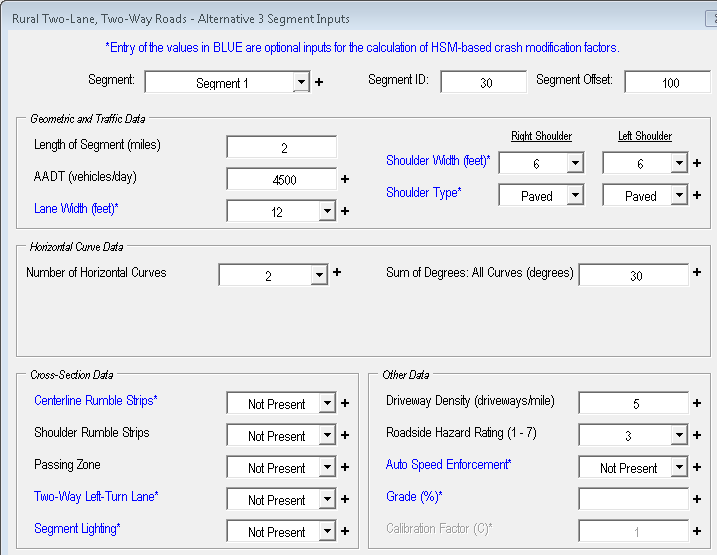 Rural Two-Lane, Two-Way Roads - Alternative 3 Segment Inputs
*Entry of the values in BLUE are optional inputs for the calculation of HSM-based crash modification factors.
Segment: Segment 1 + Segment ID: 30 Segment Offset: 100
Geometric and Traffic Data
Right Shoulder Left Shoulder
Length of Segment (miles) 2
Shoulder Width (feet)* 6 6 +
AADT (vehicles/day) 4500 +
Shoulder Type* Paved Paved +
Lane Width (feet)* 12 +
Horizontal Curve Data
Number of Horizontal Curves 2 + Sum of Degrees: All Curves (degrees) 30 +
Cross-Section Data
Centerline Rumble Strips* Not Present +
Shoulder Rumble Strips Not Present +
Passing Zone Not Present +
Two-Way Left-Turn Lane* Not Present +
Segment Lighting* Not Present +
Other Data
Driveway Density (driveways/mile) 5 +
Roadside Hazard Rating (1 - 7) 3 +
Auto Speed Enforcement* Not Present +
Grade (%)* +
Calibration Factor (C)* 1 +